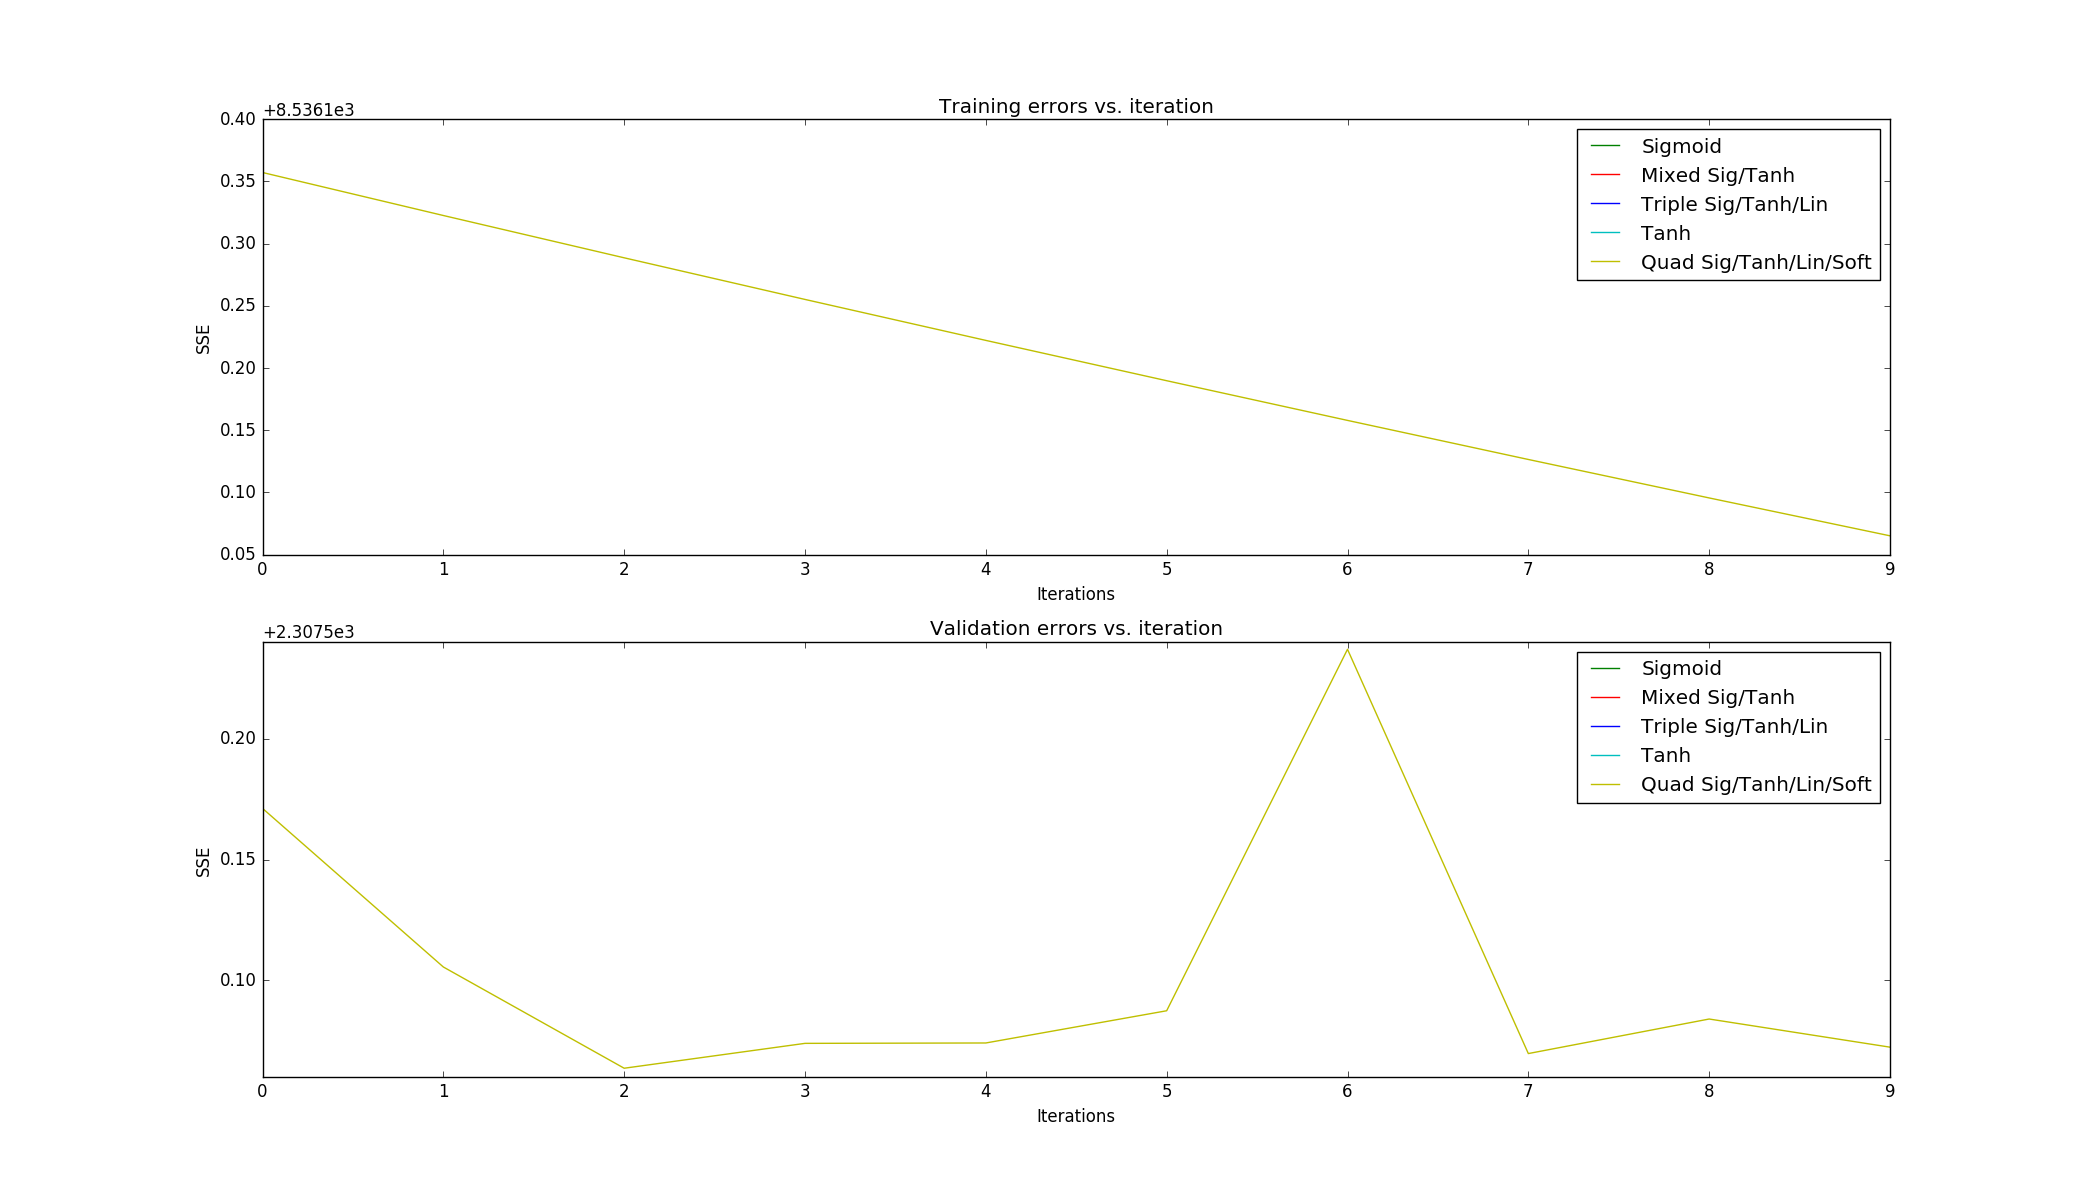 Training errors vs. iteration
+8.5361e3
0.40
0.35
0.30
0.25
0.20
0.15
0.10
0.05
SSE
0 1 2 3 4 5 6 7 8 9
Iterations
Sigmoid
Mixed Sig/Tanh
Triple Sig/Tanh/Lin
Tanh
Quad Sig/Tanh/Lin/Soft
Validation errors vs. iteration
+2.3075e3
0.20
0.15
0.10
SSE
0 1 2 3 4 5 6 7 8 9
Iterations
Sigmoid
Mixed Sig/Tanh
Triple Sig/Tanh/Lin
Tanh
Quad Sig/Tanh/Lin/Soft